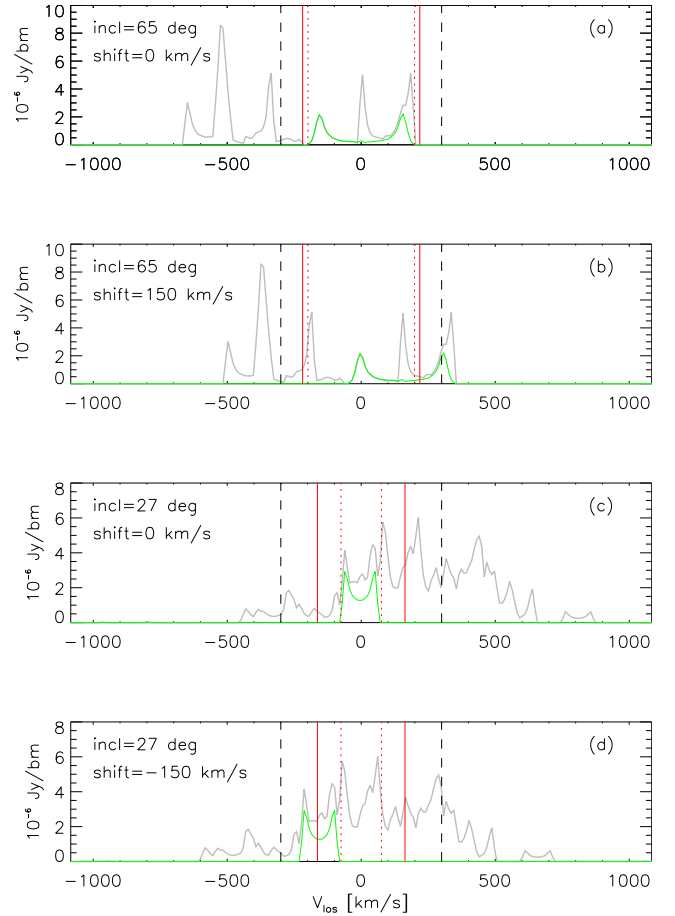 10⁻⁶ Jy/bm
10
8
6
4
2
0
incl=65 deg
shift=0 km/s
(a)
−1000 −500 0 500 1000
10⁻⁶ Jy/bm
10
8
6
4
2
0
incl=65 deg
shift=150 km/s
(b)
−1000 −500 0 500 1000
10⁻⁶ Jy/bm
8
6
4
2
0
incl=27 deg
shift=0 km/s
(c)
−1000 −500 0 500 1000
10⁻⁶ Jy/bm
8
6
4
2
0
incl=27 deg
shift=−150 km/s
(d)
−1000 −500 0 500 1000
V_los [km/s]